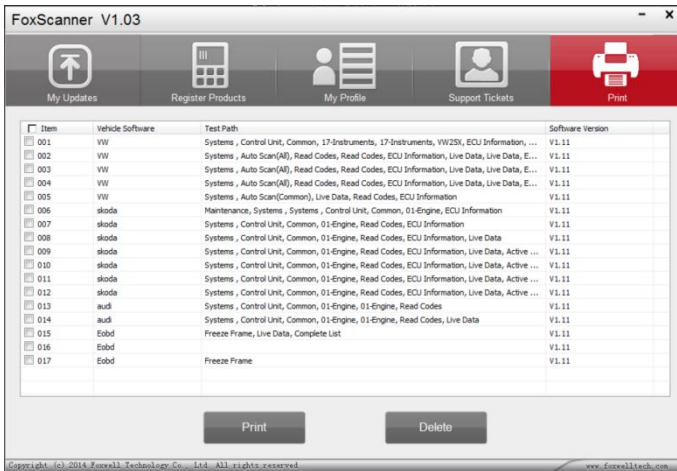 FoxScanner V1.03
My Updates Register Products My Profile Support Tickets Print
Item Vehicle Software Test Path Software Version
001 VW Systems , Control Unit, Common, 17-Instruments, 17-Instruments, VW25X, ECU Information, ... V1.11
002 VW Systems , Auto Scan(All), Read Codes, Read Codes, ECU Information, Live Data, Live Data, E... V1.11
003 VW Systems , Auto Scan(All), Read Codes, Read Codes, ECU Information, Live Data, Live Data, E... V1.11
004 VW Systems , Auto Scan(All), Read Codes, Read Codes, ECU Information, Live Data, Live Data, E... V1.11
005 VW Systems , Auto Scan(Common), Live Data, Read Codes, ECU Information V1.11
006 skoda Maintenance, Systems , Systems , Control Unit, Common, 01-Engine, ECU Information V1.11
007 skoda Systems , Control Unit, Common, 01-Engine, Read Codes, ECU Information V1.11
008 skoda Systems , Control Unit, Common, 01-Engine, Read Codes, ECU Information, Live Data V1.11
009 skoda Systems , Control Unit, Common, 01-Engine, Read Codes, ECU Information, Live Data, Active ... V1.11
010 skoda Systems , Control Unit, Common, 01-Engine, Read Codes, ECU Information, Live Data, Active ... V1.11
011 skoda Systems , Control Unit, Common, 01-Engine, Read Codes, ECU Information, Live Data, Active ... V1.11
012 skoda Systems , Control Unit, Common, 01-Engine, Read Codes, ECU Information, Live Data, Active ... V1.11
013 audi Systems , Control Unit, Common, 01-Engine, 01-Engine, Read Codes V1.11
014 audi Systems , Control Unit, Common, 01-Engine, 01-Engine, Read Codes, Live Data V1.11
015 Eobd Freeze Frame, Live Data, Complete List V1.11
016 Eobd V1.11
017 Eobd Freeze Frame V1.11
Print Delete
Copyright (c) 2014 Foxwell Technology Co., Ltd. All rights reserved www.foxwelltech.com